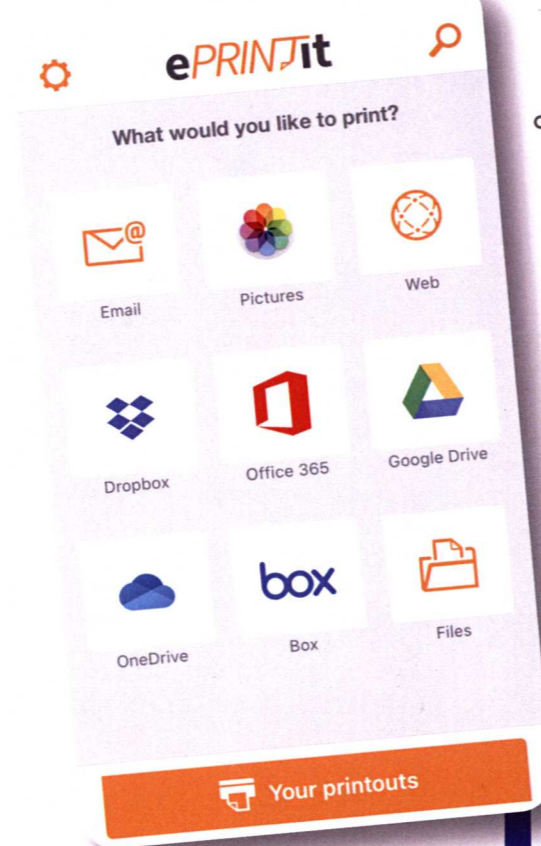 ePRINTit
What would you like to print?
@
Email
Pictures
Web
Dropbox
Office 365
Google Drive
box
OneDrive
Box
Files
Your printouts